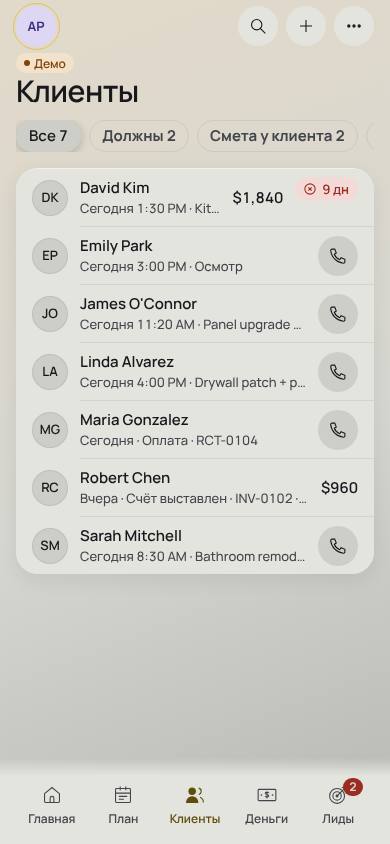 AP
Демо
Клиенты
Все 7
Должны 2
Смета у клиента 2
DK
David Kim
Сегодня 1:30 PM · Kit…
$1,840
9 дн
EP
Emily Park
Сегодня 3:00 PM · Осмотр
JO
James O'Connor
Сегодня 11:20 AM · Panel upgrade …
LA
Linda Alvarez
Сегодня 4:00 PM · Drywall patch + p…
MG
Maria Gonzalez
Сегодня · Оплата · RCT-0104
RC
Robert Chen
Вчера · Счёт выставлен · INV-0102 ·…
$960
SM
Sarah Mitchell
Сегодня 8:30 AM · Bathroom remod…
2
Главная
План
Клиенты
Деньги
Лиды